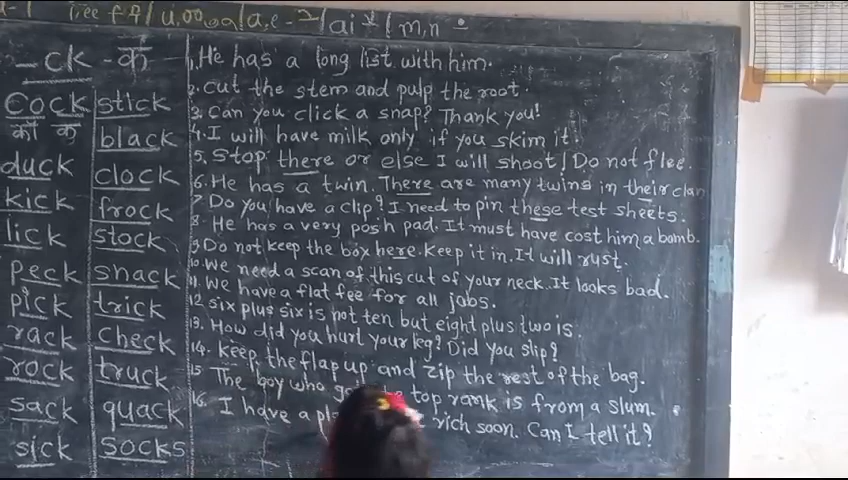 - ck - क
Cock stick
कॉ क
black
duck clock
kick frock
lick stock
peck snack
pick trick
rack check
rock truck
sack quack
sick socks
1. He has a long list with him.
2. cut the stem and pulp the root.
3. Can you click a snap? Thank you!
4. I will have milk only if you skim it.
5. Stop there or else I will shoot! Do not flee.
6. He has a twin. There are many twins in their clan
7. Do you have a clip? I need to pin these test sheets.
8. He has a very posh pad. It must have cost him a bomb.
9. Do not keep the box here. Keep it in. It will rust.
10. We need a scan of this cut of your neck. It looks bad.
11. We have a flat fee for all jobs.
12 six plus six is not ten but eight plus two is.
13. How did you hurt your leg? Did you slip?
14. keep the flap up and zip the rest of the bag.
15 The boy who top rank is from a slum.
16. I have a rich soon. Can I tell it?